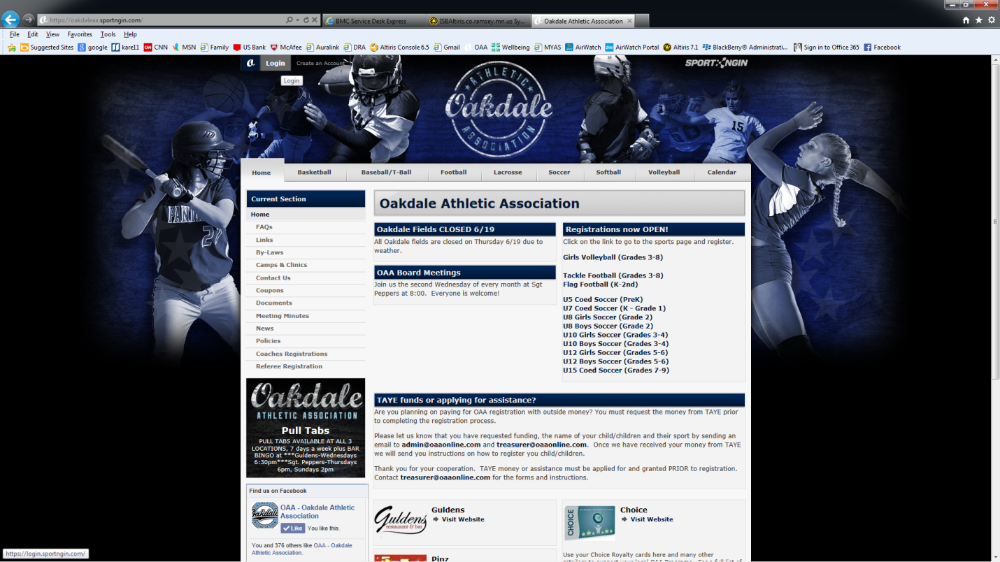 https://oakdaleaa.sportngin.com/
BMC Service Desk Express
ISBAltiris.co.ramsey.mn.us Sy...
Oakdale Athletic Association
File Edit View Favorites Tools Help
Suggested Sites google kare11 CNN MSN Family US Bank McAfee Auralink DRA Altiris Console 6.5 Gmail OAA Wellbeing MYAS AirWatch AirWatch Portal Altiris 7.1 BlackBerry® Administrati... Sign in to Office 365 Facebook
Login Create an Account
SPORT NGIN
Login
ATHLETIC
Oakdale
ASSOCIATION
15
27
Home Basketball Baseball/T-Ball Football Lacrosse Soccer Softball Volleyball Calendar
Current Section
Home
FAQs
Links
By-Laws
Camps & Clinics
Contact Us
Coupons
Documents
Meeting Minutes
News
Policies
Coaches Registrations
Referee Registration
Oakdale
ATHLETIC ASSOCIATION
Pull Tabs
PULL TABS AVAILABLE AT ALL 3
LOCATIONS, 7 days a week plus BAR
BINGO at ***Guldens-Wednesdays
6:30pm***Sgt. Peppers-Thursdays
6pm, Sundays 2pm
Find us on Facebook
OAA - Oakdale Athletic
Association
Like You like this.
You and 376 others like OAA - Oakdale
Athletic Association.
Oakdale Athletic Association
Oakdale Fields CLOSED 6/19
All Oakdale fields are closed on Thursday 6/19 due to
weather.
OAA Board Meetings
Join us the second Wednesday of every month at Sgt
Peppers at 8:00.  Everyone is welcome!
Registrations now OPEN!
Click on the link to go to the sports page and register.
Girls Volleyball (Grades 3-8)
Tackle Football (Grades 3-8)
Flag Football (K-2nd)
U5 Coed Soccer (PreK)
U7 Coed Soccer (K - Grade 1)
U8 Girls Soccer (Grade 2)
U8 Boys Soccer (Grade 2)
U10 Girls Soccer (Grades 3-4)
U10 Boys Soccer (Grades 3-4)
U12 Girls Soccer (Grades 5-6)
U12 Boys Soccer (Grades 5-6)
U15 Coed Soccer (Grades 7-9)
TAYE funds or applying for assistance?
Are you planning on paying for OAA registration with outside money? You must request the money from TAYE prior
to completing the registration process.
Please let us know that you have requested funding, the name of your child/children and their sport by sending an
email to admin@oaaonline.com and treasurer@oaaonline.com.  Once we have received your money from TAYE
we will send you instructions on how to register you child/children.
Thank you for your cooperation.  TAYE money or assistance must be applied for and granted PRIOR to registration.
Contact treasurer@oaaonline.com for the forms and instructions.
Guldens
restaurant & bar
Guldens
Visit Website
CHOICE
Choice
Visit Website
Use your Choice Royalty cards here and many other
Pinz
https://login.sportngin.com/